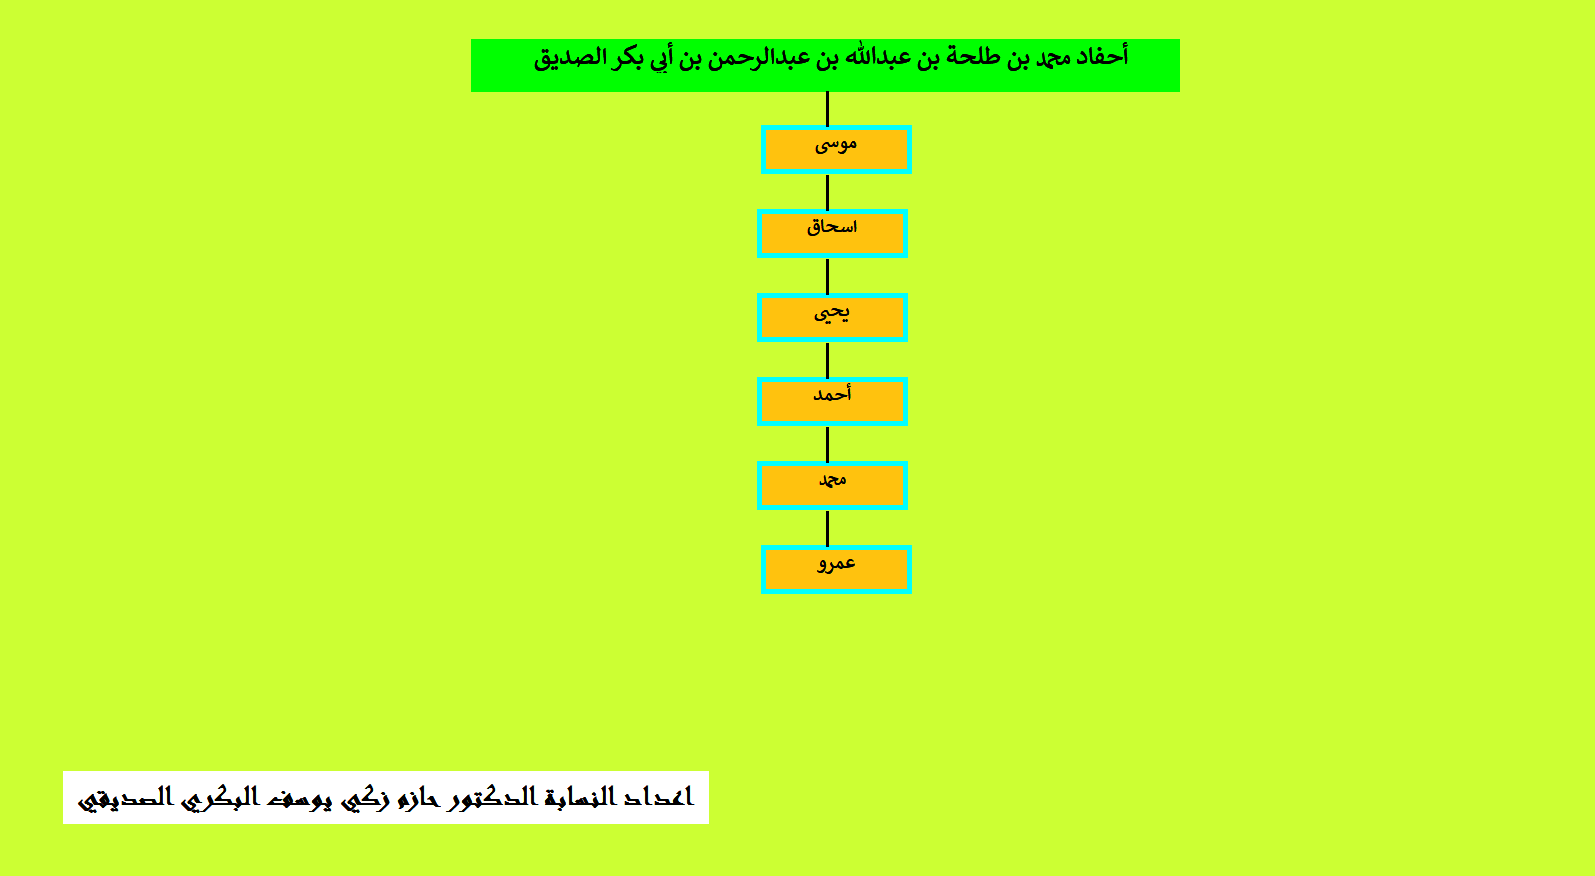 أحفاد محمد بن طلحة بن عبدالله بن عبدالرحمن بن أبي بكر الصديق
موسى
اسحاق
يحيى
أحمد
محمد
عمرو
اعداد النسابة الدكتور حازم زكي يوسف البكري الصديقي